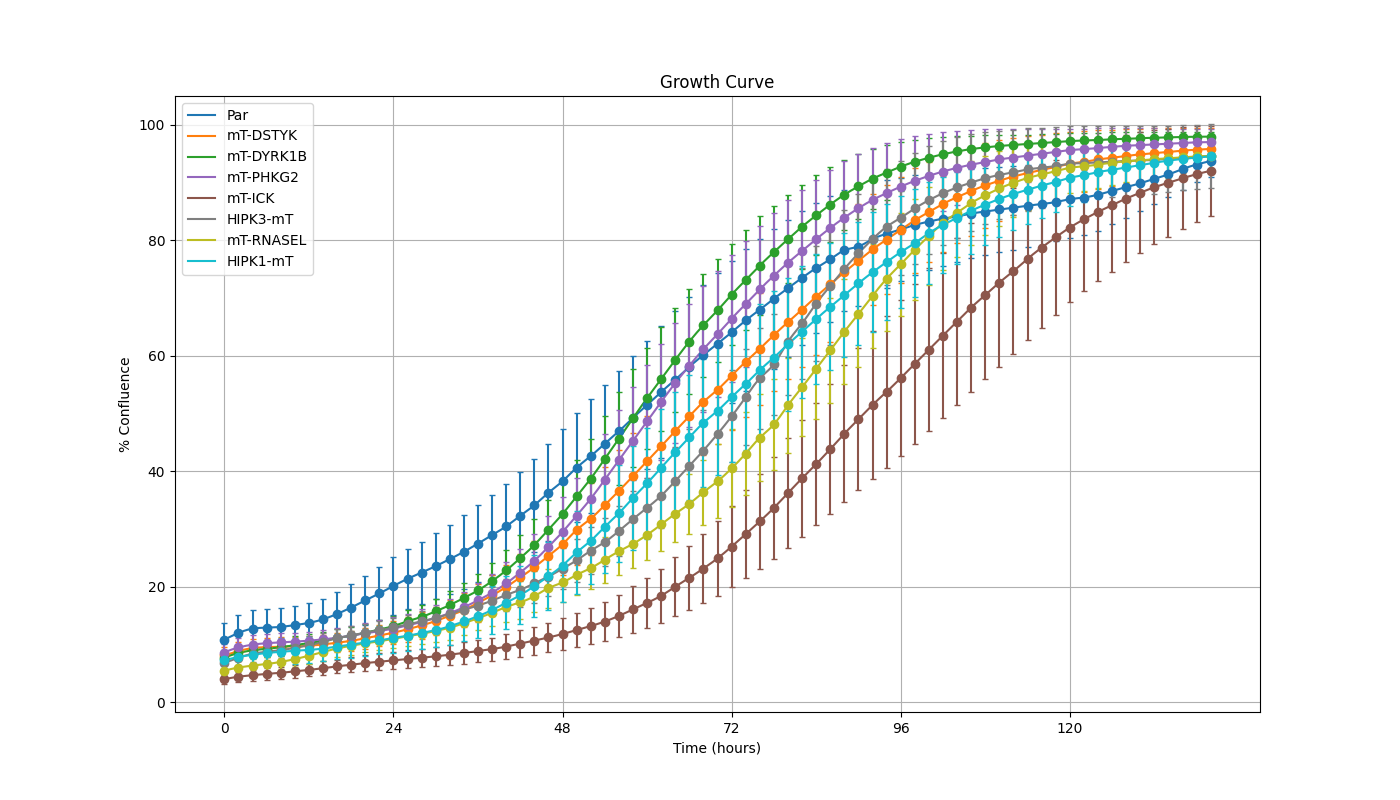 Growth Curve
Par
mT-DSTYK
mT-DYRK1B
mT-PHKG2
mT-ICK
HIPK3-mT
mT-RNASEL
HIPK1-mT
100
80
60
40
20
0
% Confluence
0 24 48 72 96 120
Time (hours)